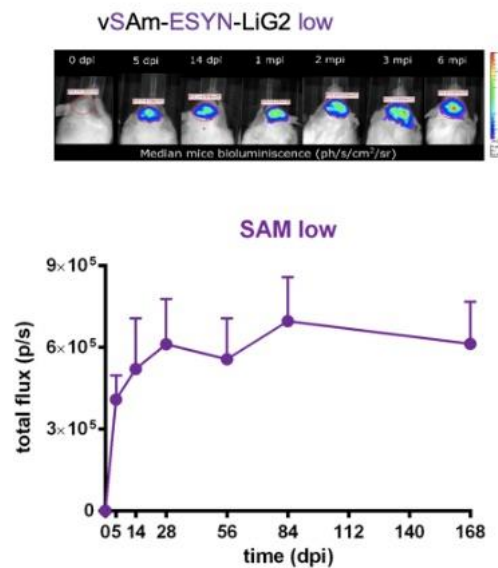 vSAm-ESYN-LiG2 low
0 dpi 5 dpi 14 dpi 1 mpi 2 mpi 3 mpi 6 mpi
Median mice bioluminiscence (ph/s/cm²/sr)
SAM low
total flux (p/s)
9×10⁵
6×10⁵
3×10⁵
0
0 5 14 28 56 84 112 140 168
time (dpi)